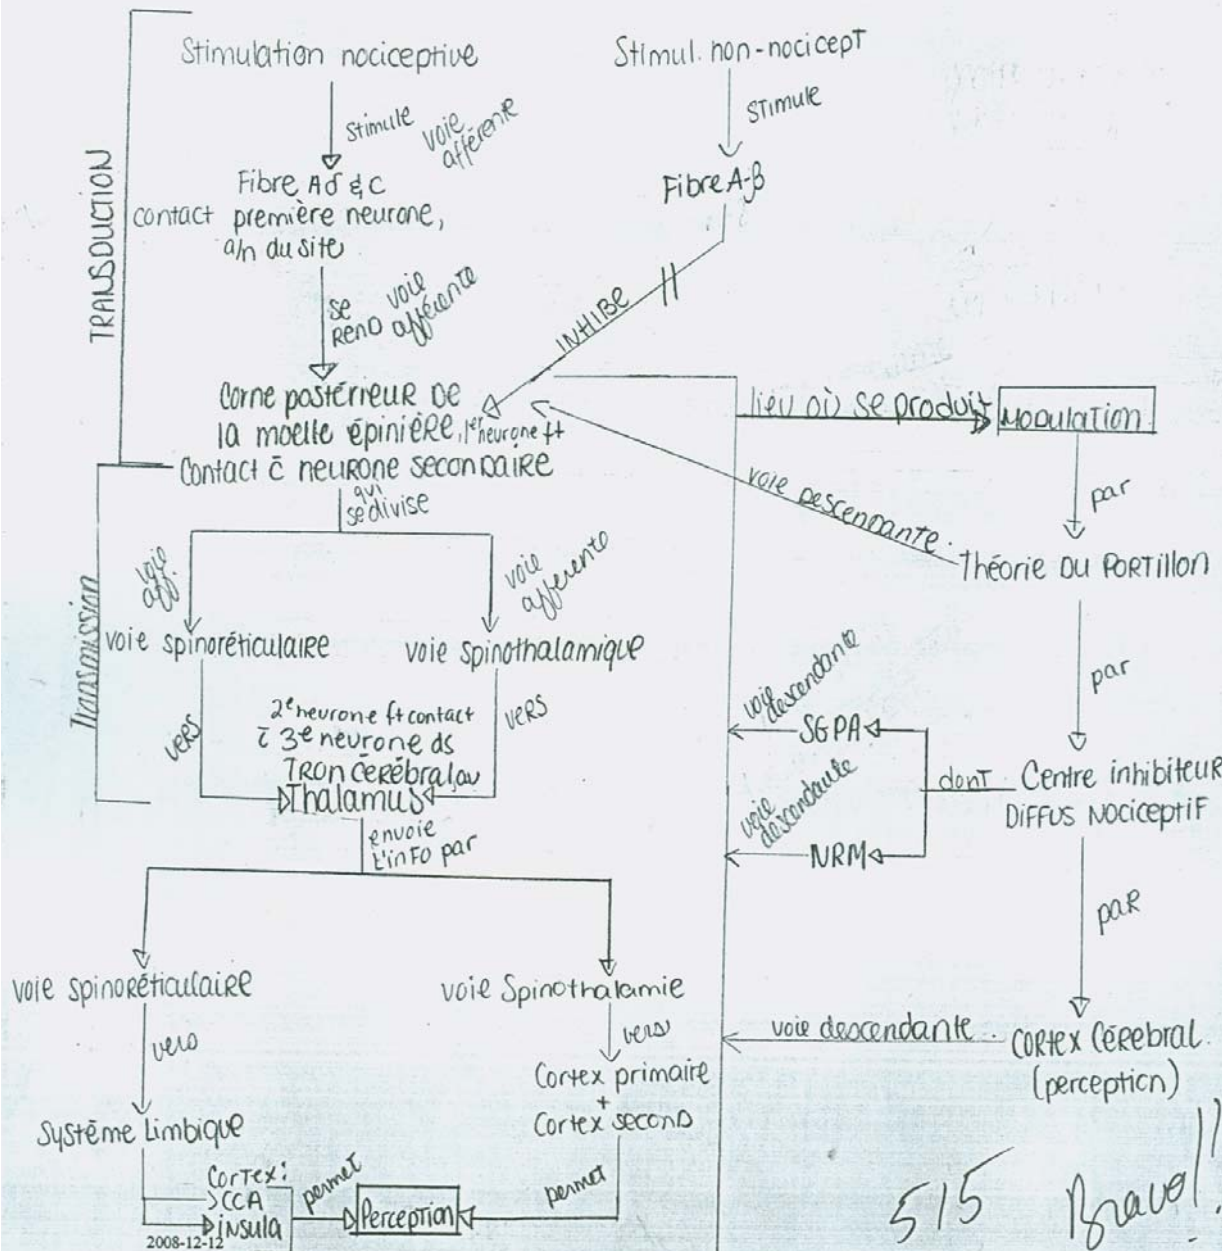 Stimulation nociceptive
Stimul. non-nocicept
stimule
voie
afférente
STIMULE
TRANSDUCTION
Fibre Aδ & C
contact première neurone,
a/n du site
Fibre A-β
se
REND
voie
afférente
INHIBE
Corne postérieur DE
la moelle épinière, 1er neurone ft
Contact c̄ neurone seconDaire
lieu où se produit
MODULATION
qui
se divise
voie DESCENDANTE.
par
Théorie DU PORTillon
Transmission
voie
aff.
voie
afferente
voie spinoréticulaire
voie spinothalamique
par
vers
2e neurone ft contact
c̄ 3e neurone ds
TRONCERébral, ou
Thalamus
vers
voie
descendante
SGPA
dont
Centre inhibiteur
DIFFUS NociceptiF
voie
descendante
NRM
envoie
l'inFo par
paR
voie spinoRéticulaiRe
voie Spinothalamie
vers
vers
voie descendante.
CORTEX CÉRebral.
(perception)
Cortex primaire
+
Cortex seconD
Système Limbique
Cortex:
CCA
insula
permet
Perception
permet
2008-12-12
5/5
Bravo!!